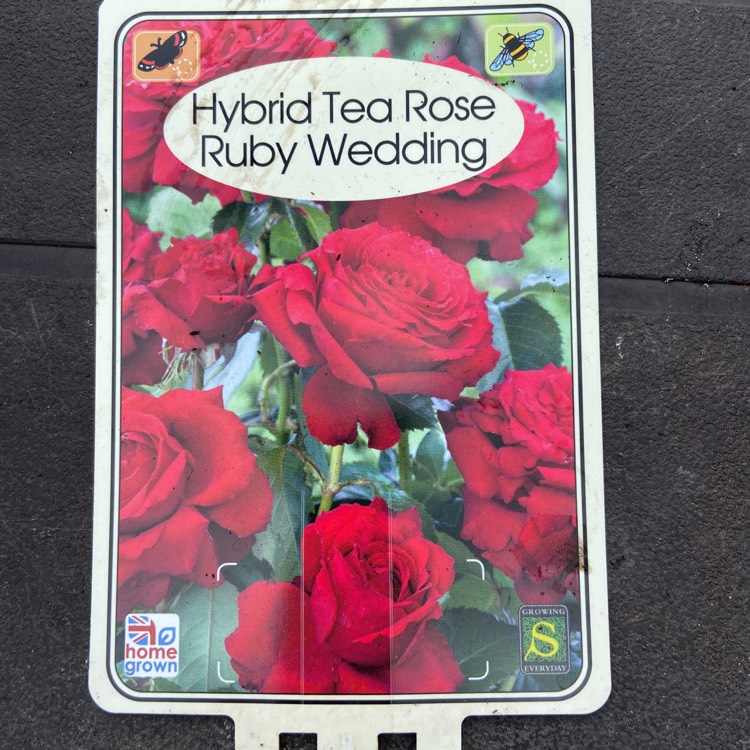 Hybrid Tea Rose
Ruby Wedding
home
grown
GROWING
S
EVERYDAY